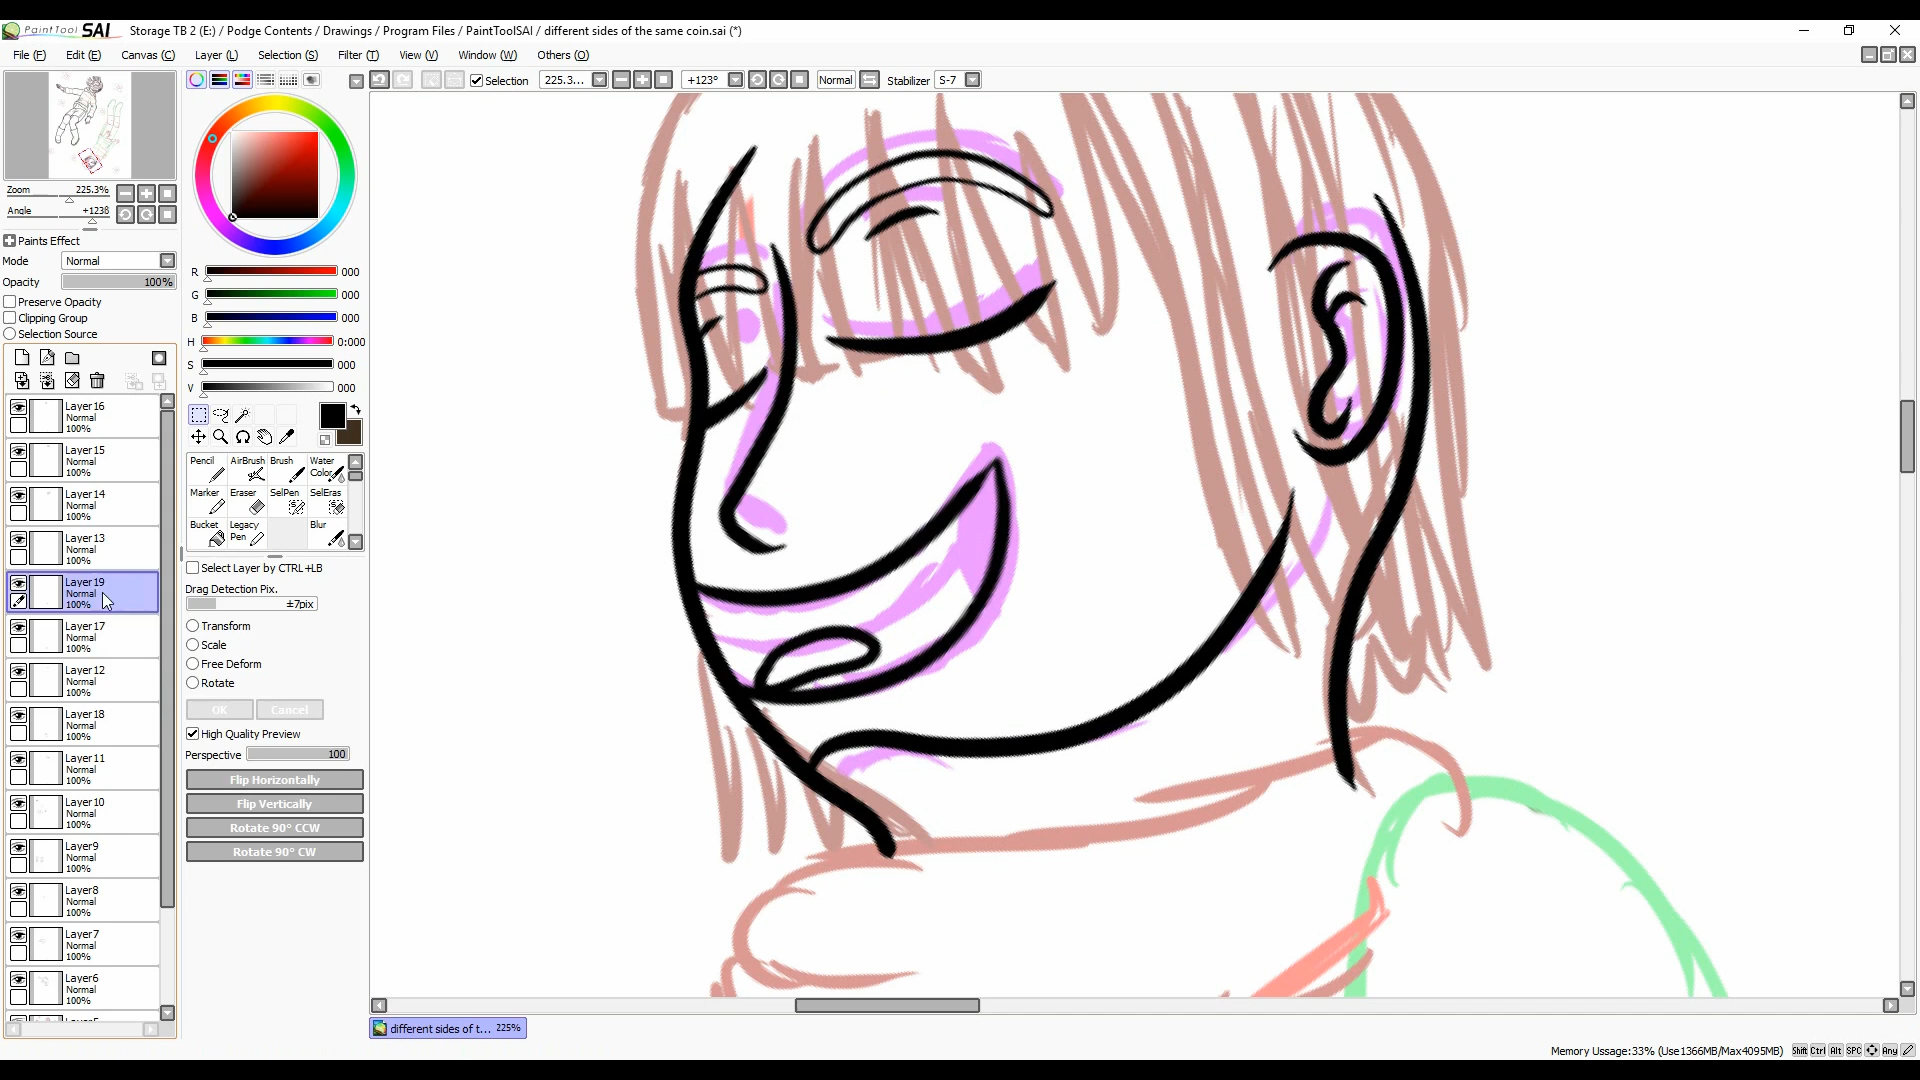 PaintTool SAI Storage TB 2 (E:) / Podge Contents / Drawings / Program Files / PaintToolSAI / different sides of the same coin.sai (*)
File (F) Edit (E) Canvas (C) Layer (L) Selection (S) Filter (T) View (V) Window (W) Others (O)
Selection 225.3... +123° Normal Stabilizer S-7
Zoom 225.3%
Angle +1238
Paints Effect
Mode Normal
Opacity 100%
Preserve Opacity
Clipping Group
Selection Source
Layer16
Normal
100%
Layer15
Normal
100%
Layer14
Normal
100%
Layer13
Normal
100%
Layer19
Normal
100%
Layer17
Normal
100%
Layer12
Normal
100%
Layer18
Normal
100%
Layer11
Normal
100%
Layer10
Normal
100%
Layer9
Normal
100%
Layer8
Normal
100%
Layer7
Normal
100%
Layer6
Normal
100%
R 000
G 000
B 000
H 0:000
S 000
V 000
Pencil AirBrush Brush Water Color
Marker Eraser SelPen SelEras
Bucket Legacy Pen Blur
Select Layer by CTRL+LB
Drag Detection Pix.
±7pix
Transform
Scale
Free Deform
Rotate
OK Cancel
High Quality Preview
Perspective 100
Flip Horizontally
Flip Vertically
Rotate 90° CCW
Rotate 90° CW
different sides of t... 225%
Memory Ussage:33% (Use1366MB/Max4095MB) Shift Ctrl Alt SPC Any